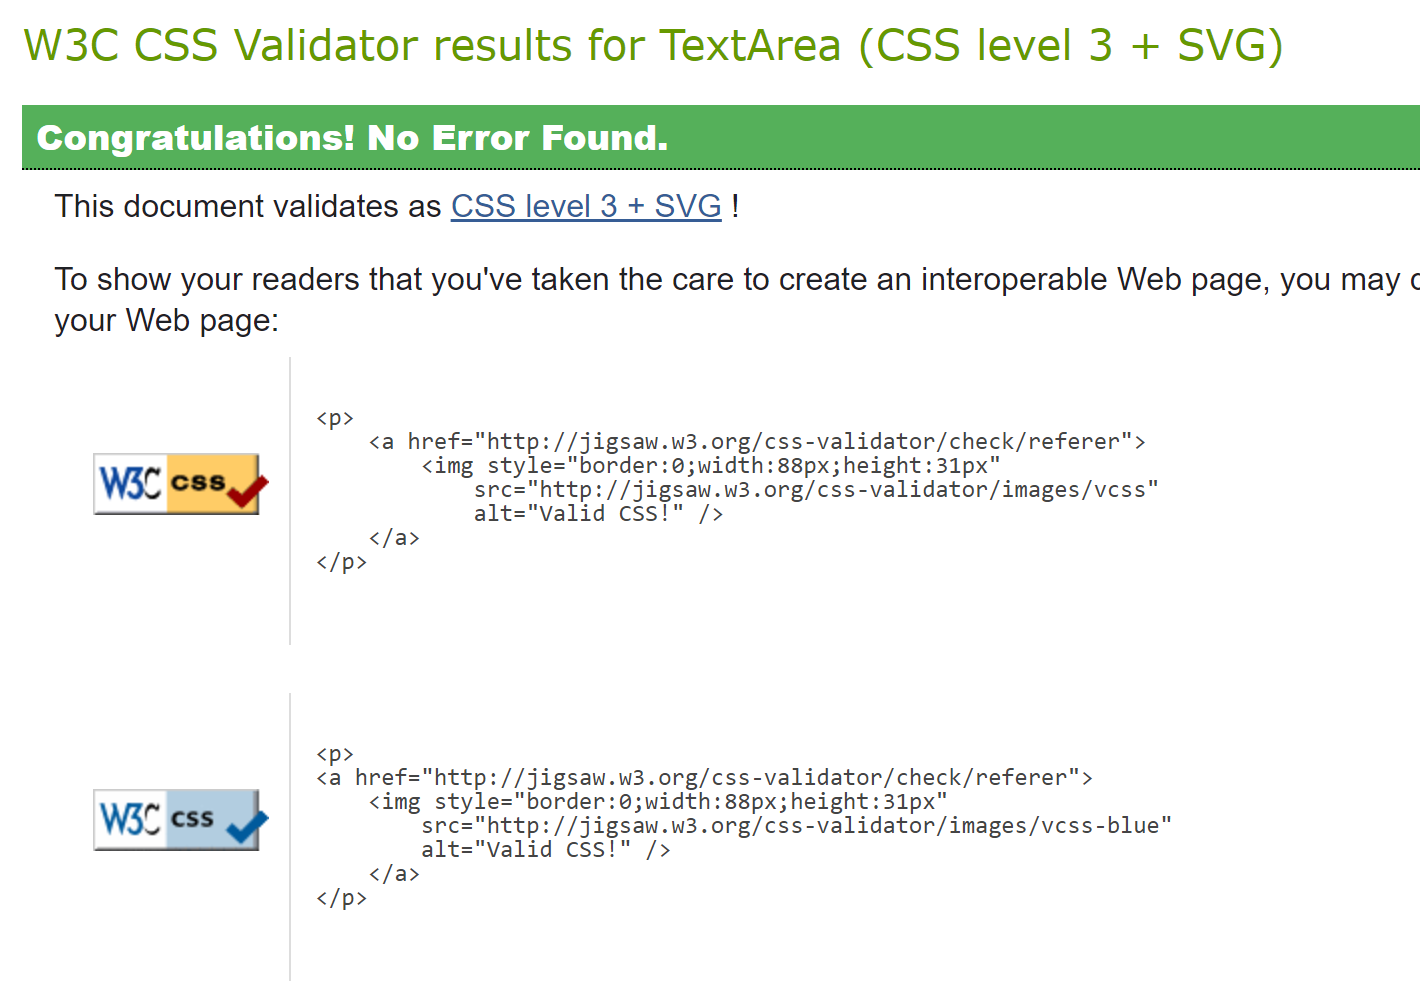 W3C CSS Validator results for TextArea (CSS level 3 + SVG)
Congratulations! No Error Found.
This document validates as CSS level 3 + SVG !
To show your readers that you've taken the care to create an interoperable Web page, you may
your Web page:
<p>
    <a href="http://jigsaw.w3.org/css-validator/check/referer">
W3C css
        <img style="border:0;width:88px;height:31px"
            src="http://jigsaw.w3.org/css-validator/images/vcss"
            alt="Valid CSS!" />
    </a>
</p>
<p>
<a href="http://jigsaw.w3.org/css-validator/check/referer">
W3C css
    <img style="border:0;width:88px;height:31px"
        src="http://jigsaw.w3.org/css-validator/images/vcss-blue"
        alt="Valid CSS!" />
    </a>
</p>